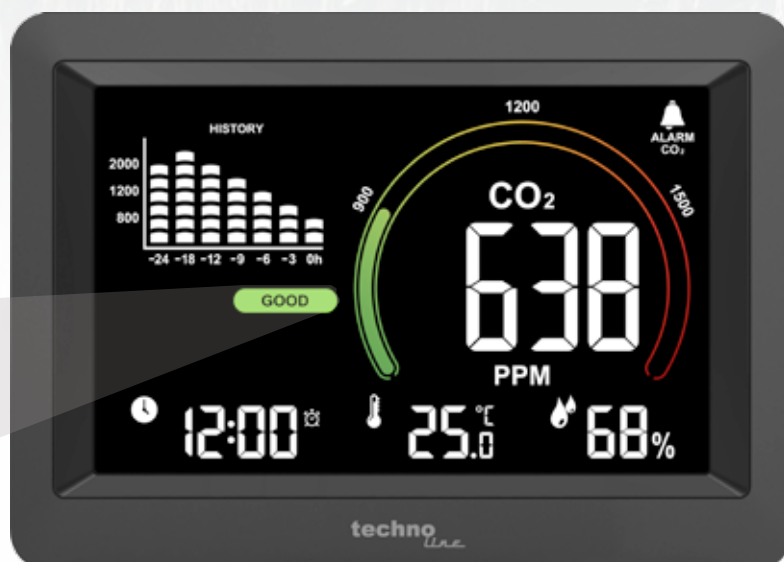 HISTORY
2000
1200
800
-24 -18 -12 -9 -6 -3 0h
GOOD
900
1200
1500
ALARM
CO₂
CO₂
638
PPM
12:00
25.0 °C
68%
techno
line